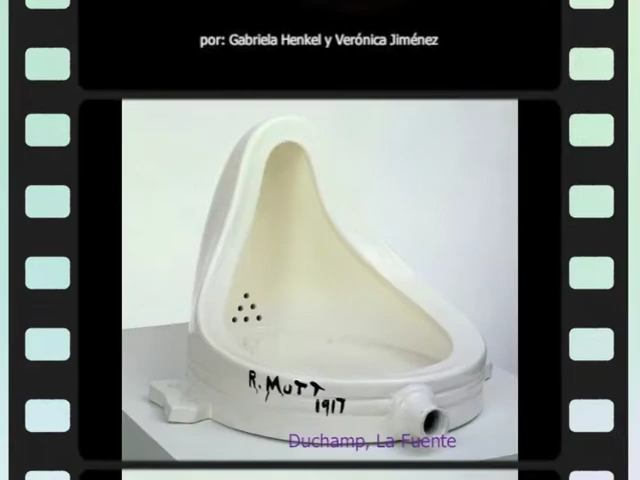 por: Gabriela Henkel y Verónica Jiménez
R. MUTT
1917
Duchamp, La Fuente